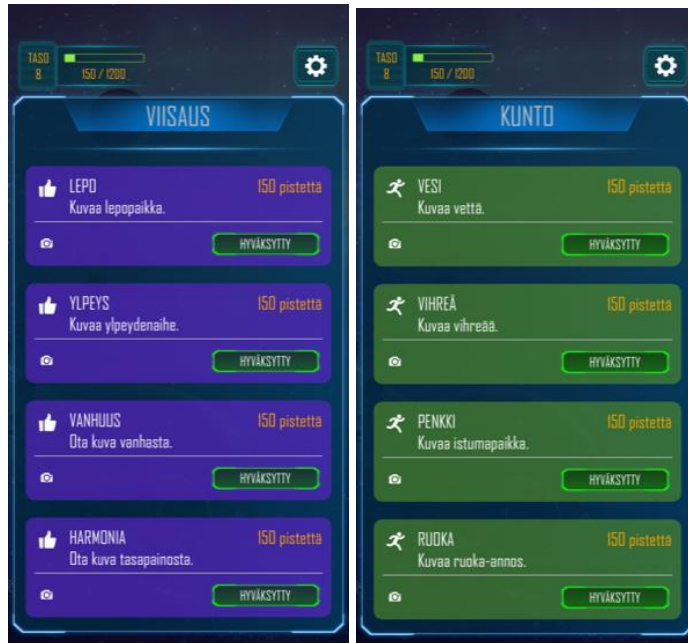 TASO
8
150 / 1200
VIISAUS
LEPO
150 pistettä
Kuvaa lepopaikka.
HYVÄKSYTTY
YLPEYS
150 pistettä
Kuvaa ylpeydenaihe.
HYVÄKSYTTY
VANHUUS
150 pistettä
Ota kuva vanhasta.
HYVÄKSYTTY
HARMONIA
150 pistettä
Ota kuva tasapainosta.
HYVÄKSYTTY
TASO
8
150 / 1200
KUNTO
VESI
150 pistettä
Kuvaa vettä.
HYVÄKSYTTY
VIHREÄ
150 pistettä
Kuvaa vihreää.
HYVÄKSYTTY
PENKKI
150 pistettä
Kuvaa istumapaikka.
HYVÄKSYTTY
RUOKA
150 pistettä
Kuvaa ruoka-annos.
HYVÄKSYTTY